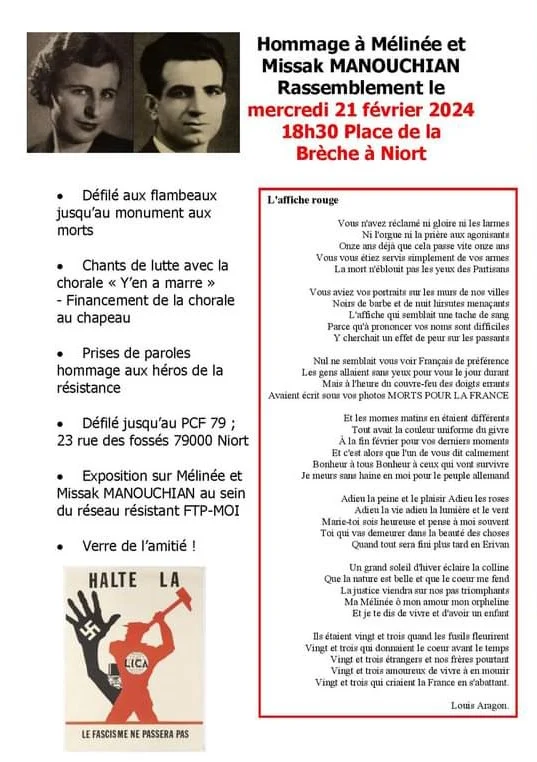 Hommage à Mélinée et
Missak MANOUCHIAN
Rassemblement le
mercredi 21 février 2024
18h30 Place de la
Brèche à Niort
• Défilé aux flambeaux
jusqu'au monument aux
morts
• Chants de lutte avec la
chorale « Y'en a marre »
- Financement de la chorale
au chapeau
• Prises de paroles
hommage aux héros de la
résistance
• Défilé jusqu'au PCF 79 ;
23 rue des fossés 79000 Niort
• Exposition sur Mélinée et
Missak MANOUCHIAN au sein
du réseau résistant FTP-MOI
• Verre de l'amitié !
HALTE LA
LICA
LE FASCISME NE PASSERA PAS
L'affiche rouge
Vous n'avez réclamé ni gloire ni les larmes
Ni l'orgue ni la prière aux agonisants
Onze ans déjà que cela passe vite onze ans
Vous vous étiez servis simplement de vos armes
La mort n'éblouit pas les yeux des Partisans
Vous aviez vos portraits sur les murs de nos villes
Noirs de barbe et de nuit hirsutes menaçants
L'affiche qui semblait une tache de sang
Parce qu'à prononcer vos noms sont difficiles
Y cherchait un effet de peur sur les passants
Nul ne semblait vous voir Français de préférence
Les gens allaient sans yeux pour vous le jour durant
Mais à l'heure du couvre-feu des doigts errants
Avaient écrit sous vos photos MORTS POUR LA FRANCE
Et les mornes matins en étaient différents
Tout avait la couleur uniforme du givre
À la fin février pour vos derniers moments
Et c'est alors que l'un de vous dit calmement
Bonheur à tous Bonheur à ceux qui vont survivre
Je meurs sans haine en moi pour le peuple allemand
Adieu la peine et le plaisir Adieu les roses
Adieu la vie adieu la lumière et le vent
Marie-toi sois heureuse et pense à moi souvent
Toi qui vas demeurer dans la beauté des choses
Quand tout sera fini plus tard en Erivan
Un grand soleil d'hiver éclaire la colline
Que la nature est belle et que le coeur me fend
La justice viendra sur nos pas triomphants
Ma Mélinée ô mon amour mon orpheline
Et je te dis de vivre et d'avoir un enfant
Ils étaient vingt et trois quand les fusils fleurirent
Vingt et trois qui donnaient le coeur avant le temps
Vingt et trois étrangers et nos frères pourtant
Vingt et trois amoureux de vivre à en mourir
Vingt et trois qui criaient la France en s'abattant.
Louis Aragon.